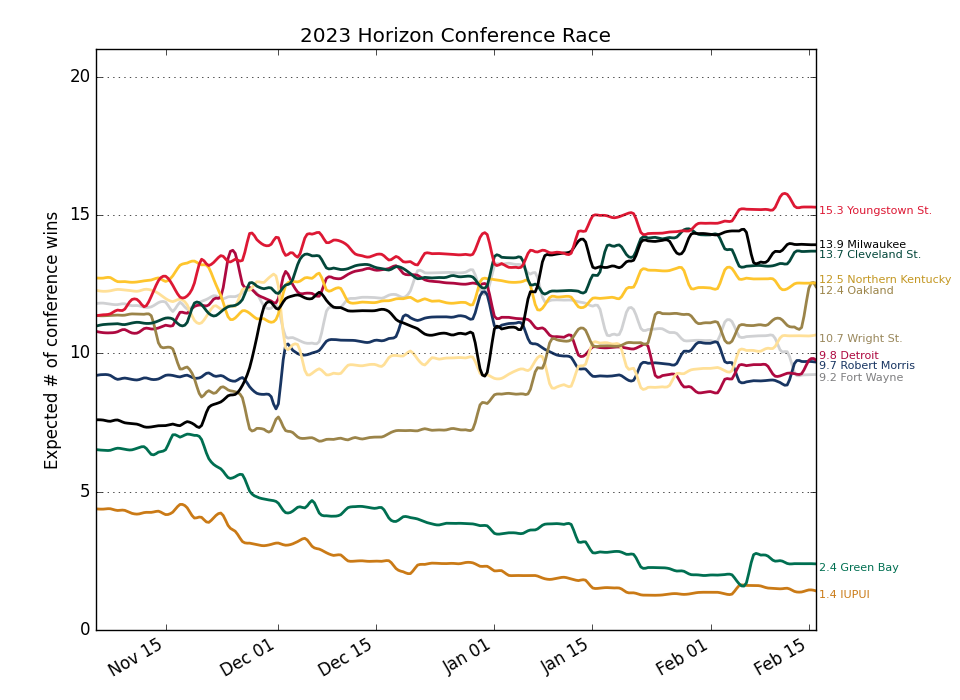 2023 Horizon Conference Race
Expected # of conference wins
20
15
10
5
0
Nov 15
Dec 01
Dec 15
Jan 01
Jan 15
Feb 01
Feb 15
15.3 Youngstown St.
13.9 Milwaukee
13.7 Cleveland St.
12.5 Northern Kentucky
12.4 Oakland
10.7 Wright St.
9.8 Detroit
9.7 Robert Morris
9.2 Fort Wayne
2.4 Green Bay
1.4 IUPUI